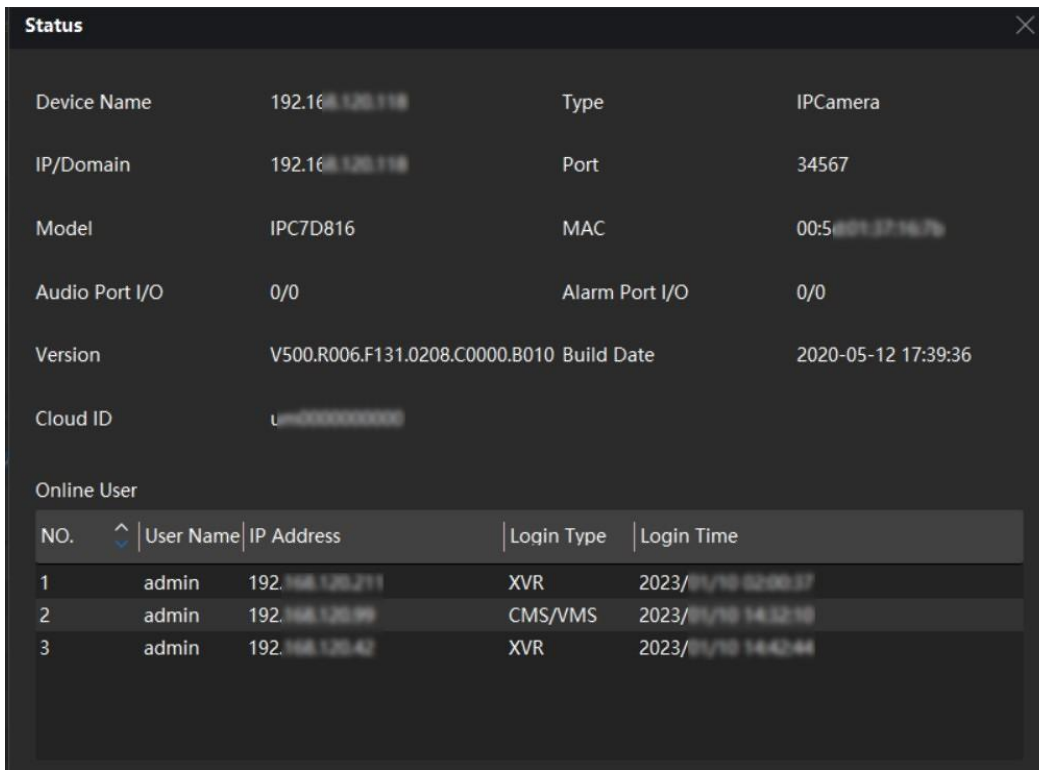 Status
Device Name 192.16 Type IPCamera
IP/Domain 192.16 Port 34567
Model IPC7D816 MAC 00:5
Audio Port I/O 0/0 Alarm Port I/O 0/0
Version V500.R006.F131.0208.C0000.B010 Build Date 2020-05-12 17:39:36
Cloud ID u
Online User
NO. User Name IP Address Login Type Login Time
1 admin 192. XVR 2023/
2 admin 192. CMS/VMS 2023/
3 admin 192. XVR 2023/